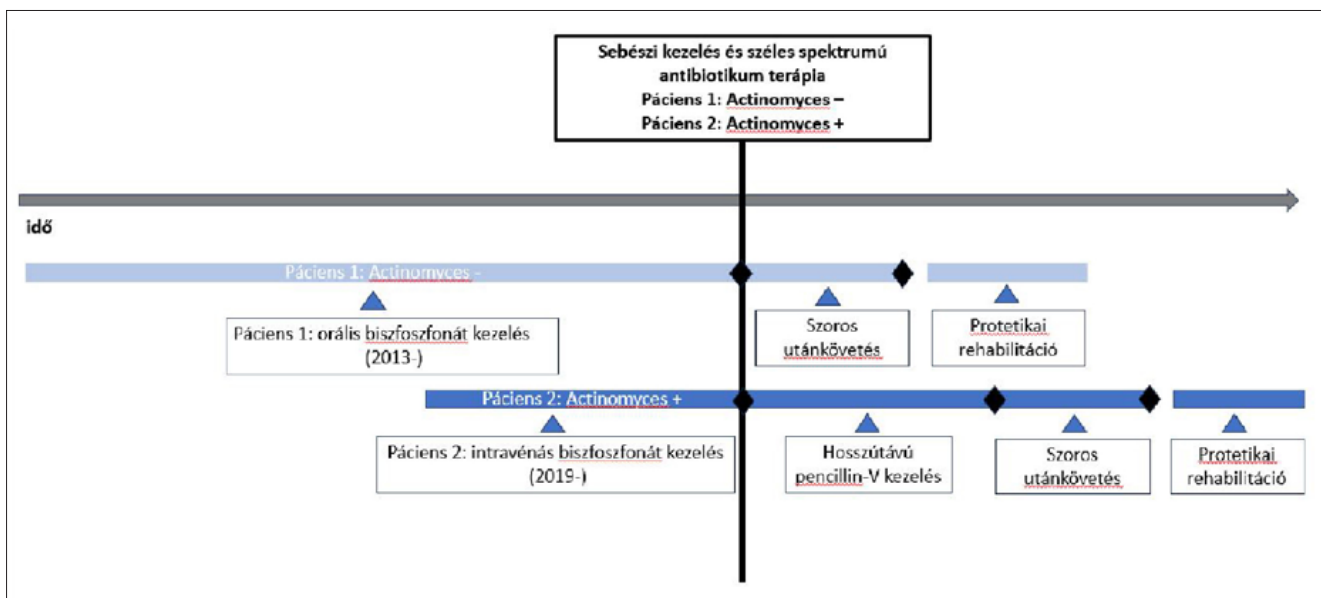 Sebészi kezelés és széles spektrumú
antibiotikum terápia
Páciens 1: Actinomyces –
Páciens 2: Actinomyces +
idő
Páciens 1: Actinomyces -
Páciens 1: orális biszfoszfonát kezelés
(2013-)
Szoros
utánkövetés
Protetikai
rehabilitáció
Páciens 2: Actinomyces +
Páciens 2: intravénás biszfoszfonát kezelés
(2019-)
Hosszútávú
pencillin-V kezelés
Szoros
utánkövetés
Protetikai
rehabilitáció